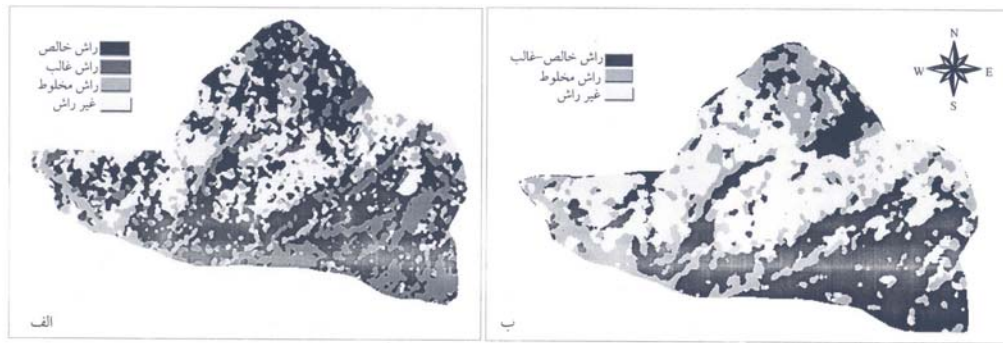 راش خالص
راش غالب
راش مخلوط
غیر راش
الف
راش خالص-غالب
راش مخلوط
غیر راش
N
W
E
S
ب